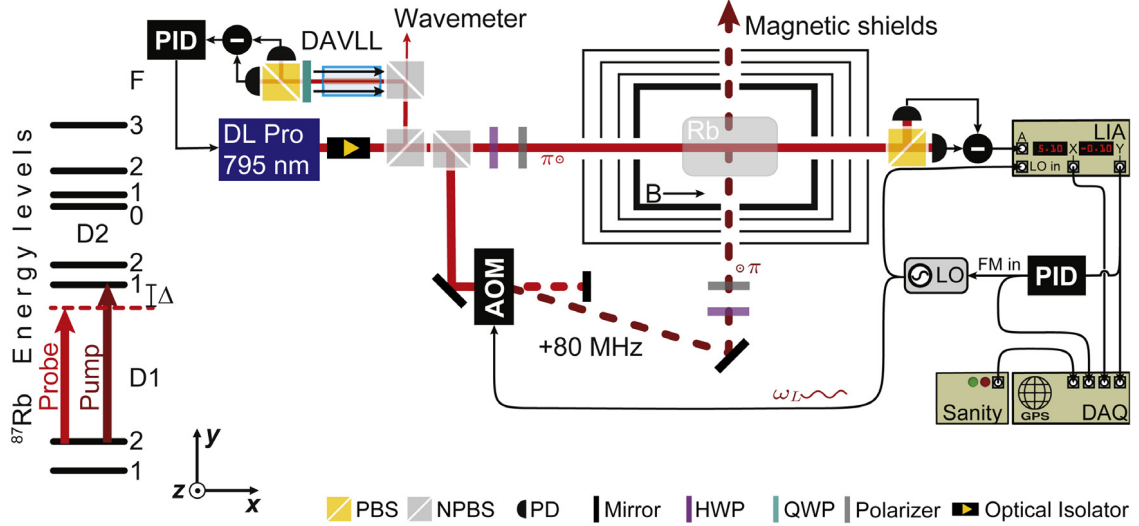 Wavemeter
PID
DAVLL
Magnetic shields
F
3
2
1
0
D2
2
1
Δ
Probe
Pump
D1
2
1
⁸⁷Rb Energy levels
DL Pro
795 nm
π⊙
Rb
B
A
LIA
5.10
X
-0.10
Y
LO in
⊙π
LO
FM in
PID
AOM
+80 MHz
ω_L
Sanity
GPS
DAQ
y
z
x
PBS
NPBS
PD
Mirror
HWP
QWP
Polarizer
Optical Isolator